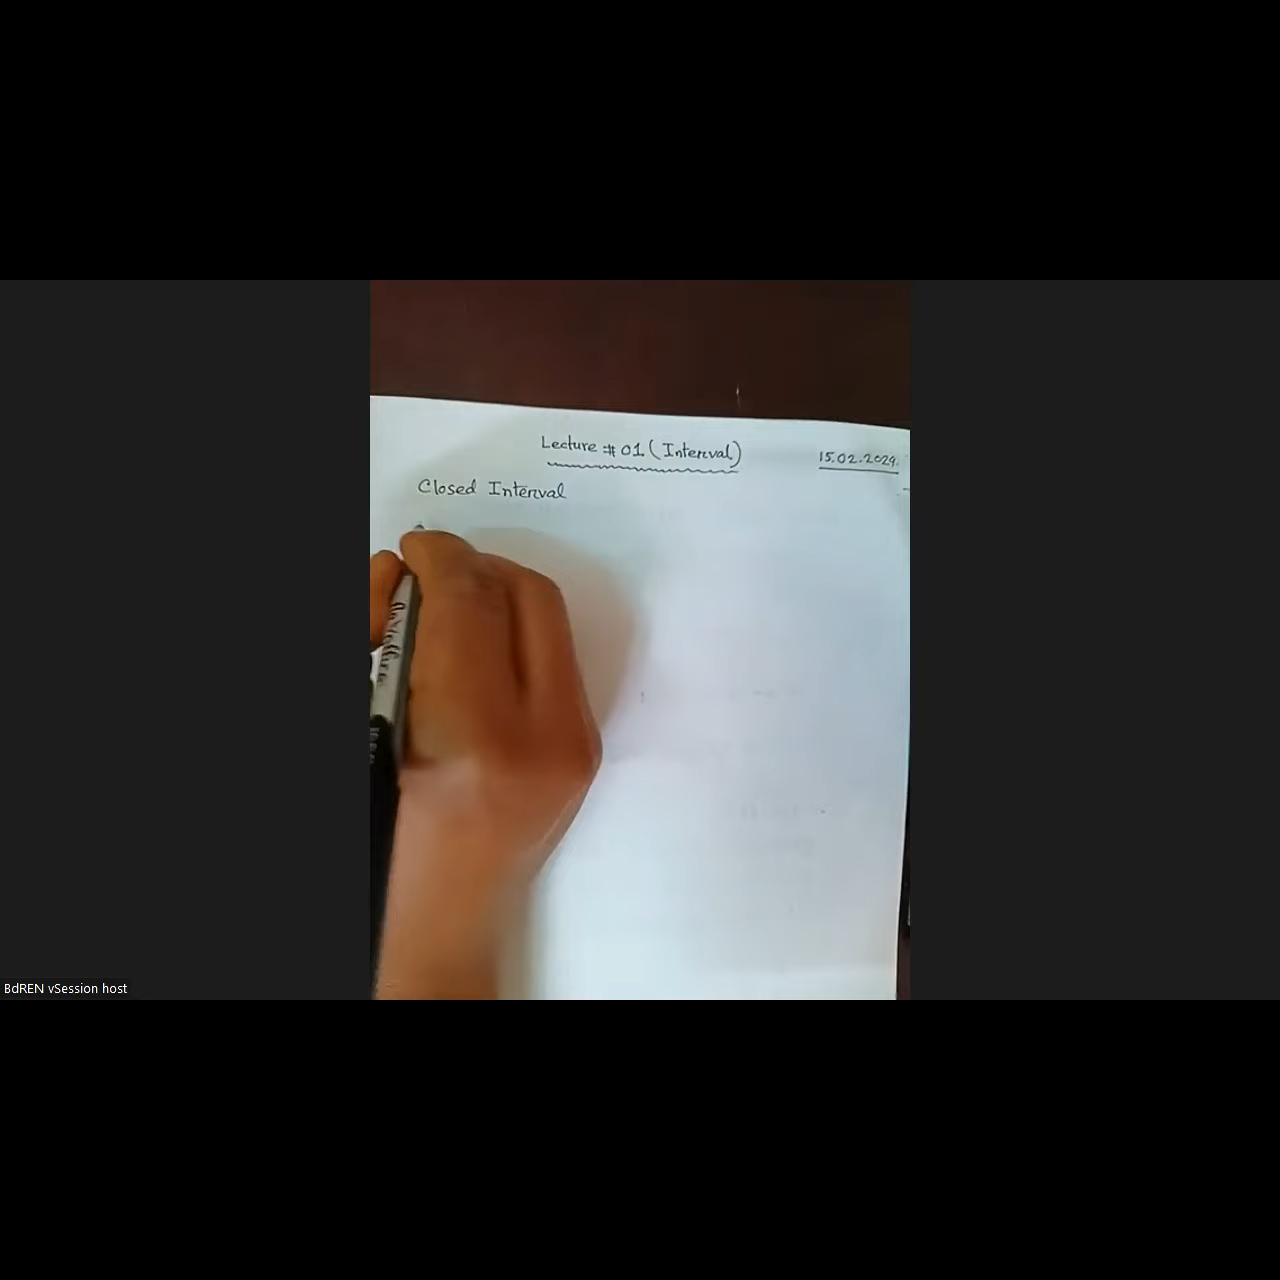 Lecture # 01 (Interval)
15.02.2024.
Closed Interval
BdREN vSession host